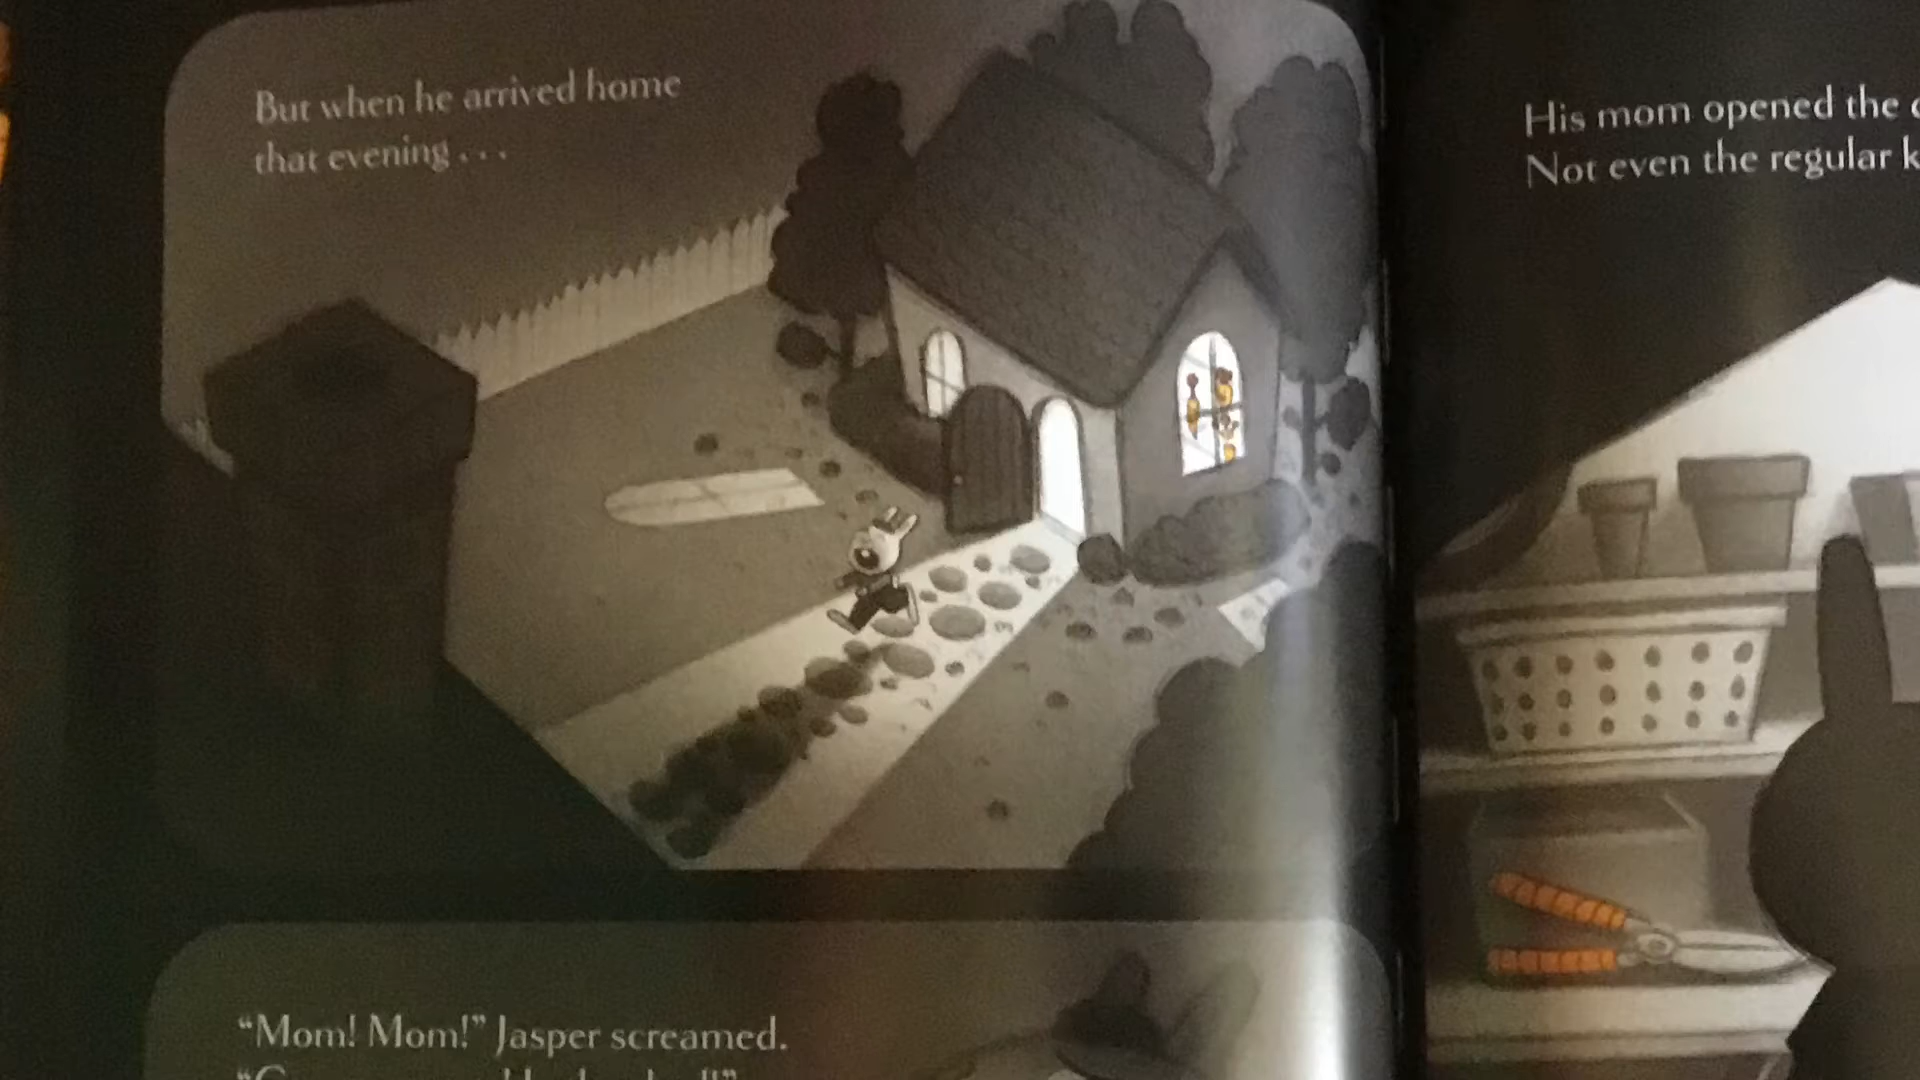 But when he arrived home
that evening . . .
"Mom! Mom!" Jasper screamed.
His mom opened the
Not even the regular